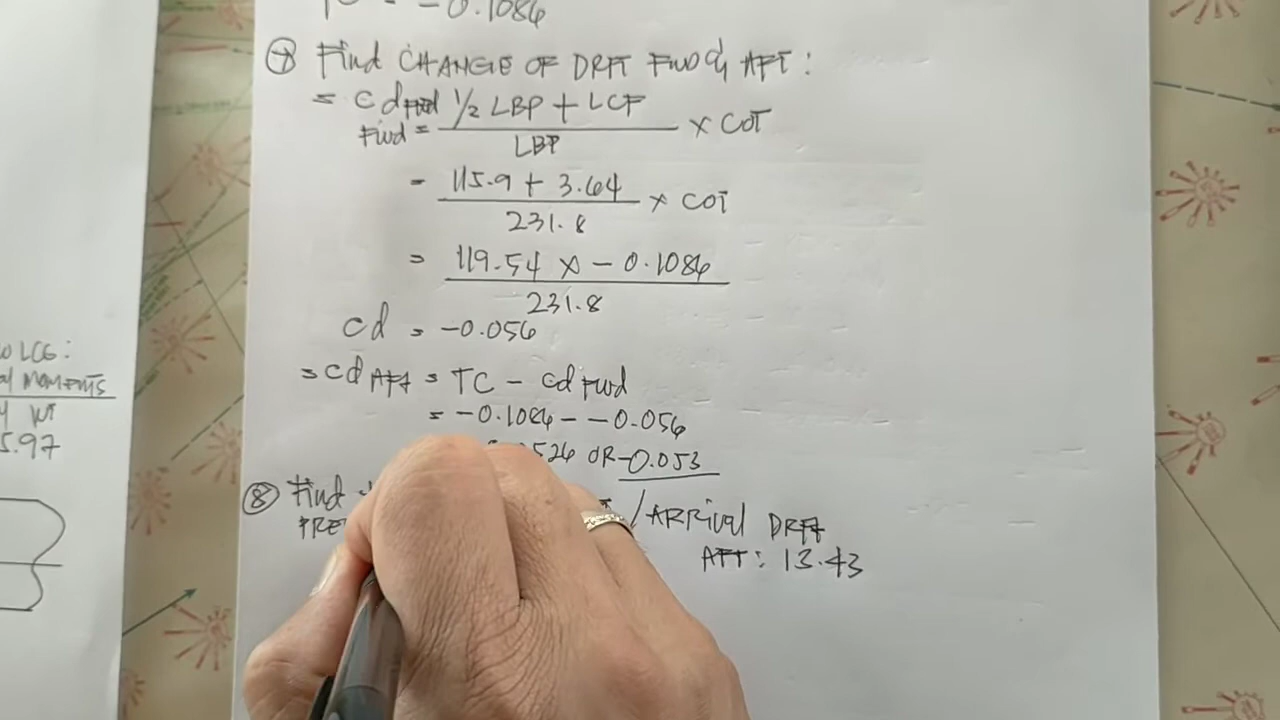 TC = -0.1086
⑦ Find CHANGE OF DRFT FWD & AFT:
= cd Fwd = ½ LBP + LCF / LBP × COT
= 115.9 + 3.64 / 231.8 × COT
= 119.54 × -0.1086 / 231.8
cd = -0.056
= cd AFT = TC - cd Fwd
= -0.1086 - -0.056
526 OR -0.053
⑧ Find / ARRIVAL DRFT
AFT: 13.43
O LCG:
MOMENTS
WT
5.97